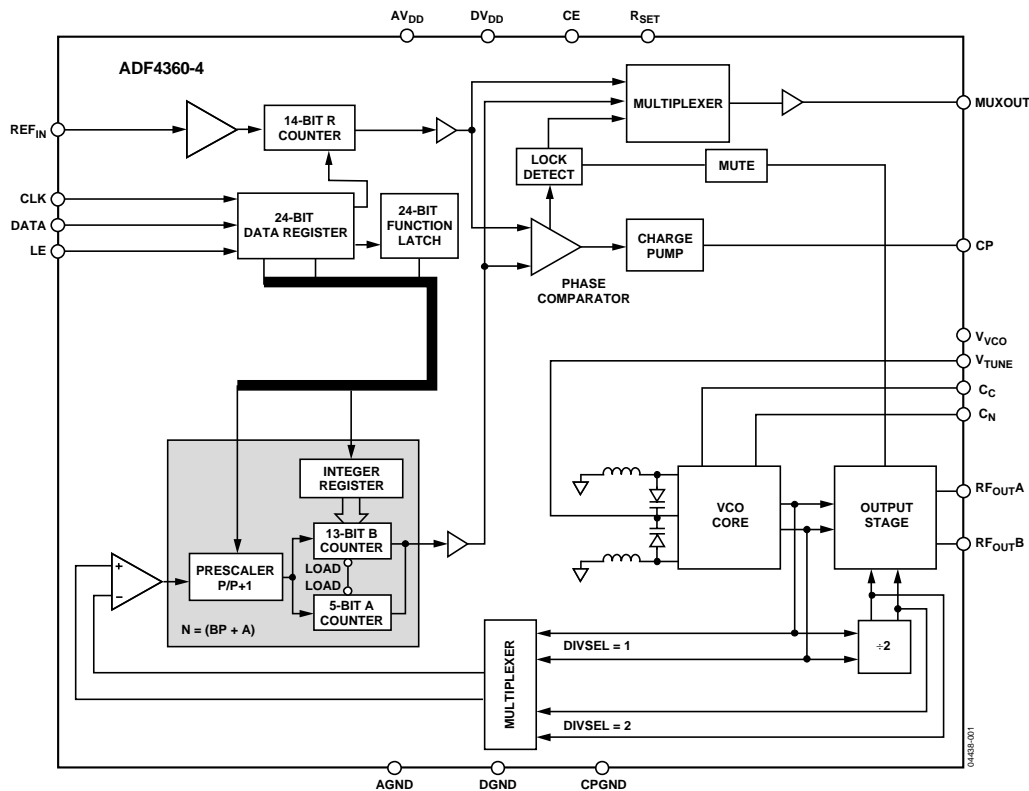 AVDD
DVDD
CE
RSET
ADF4360-4
MULTIPLEXER
MUXOUT
REFIN
14-BIT R
COUNTER
LOCK
DETECT
MUTE
CLK
DATA
LE
24-BIT
DATA REGISTER
24-BIT
FUNCTION
LATCH
CHARGE
PUMP
CP
PHASE
COMPARATOR
VVCO
VTUNE
CC
CN
INTEGER
REGISTER
13-BIT B
COUNTER
LOAD
LOAD
5-BIT A
COUNTER
PRESCALER
P/P+1
+
−
N = (BP + A)
VCO
CORE
OUTPUT
STAGE
RFOUTA
RFOUTB
MULTIPLEXER
DIVSEL = 1
DIVSEL = 2
÷2
AGND
DGND
CPGND
04438-001